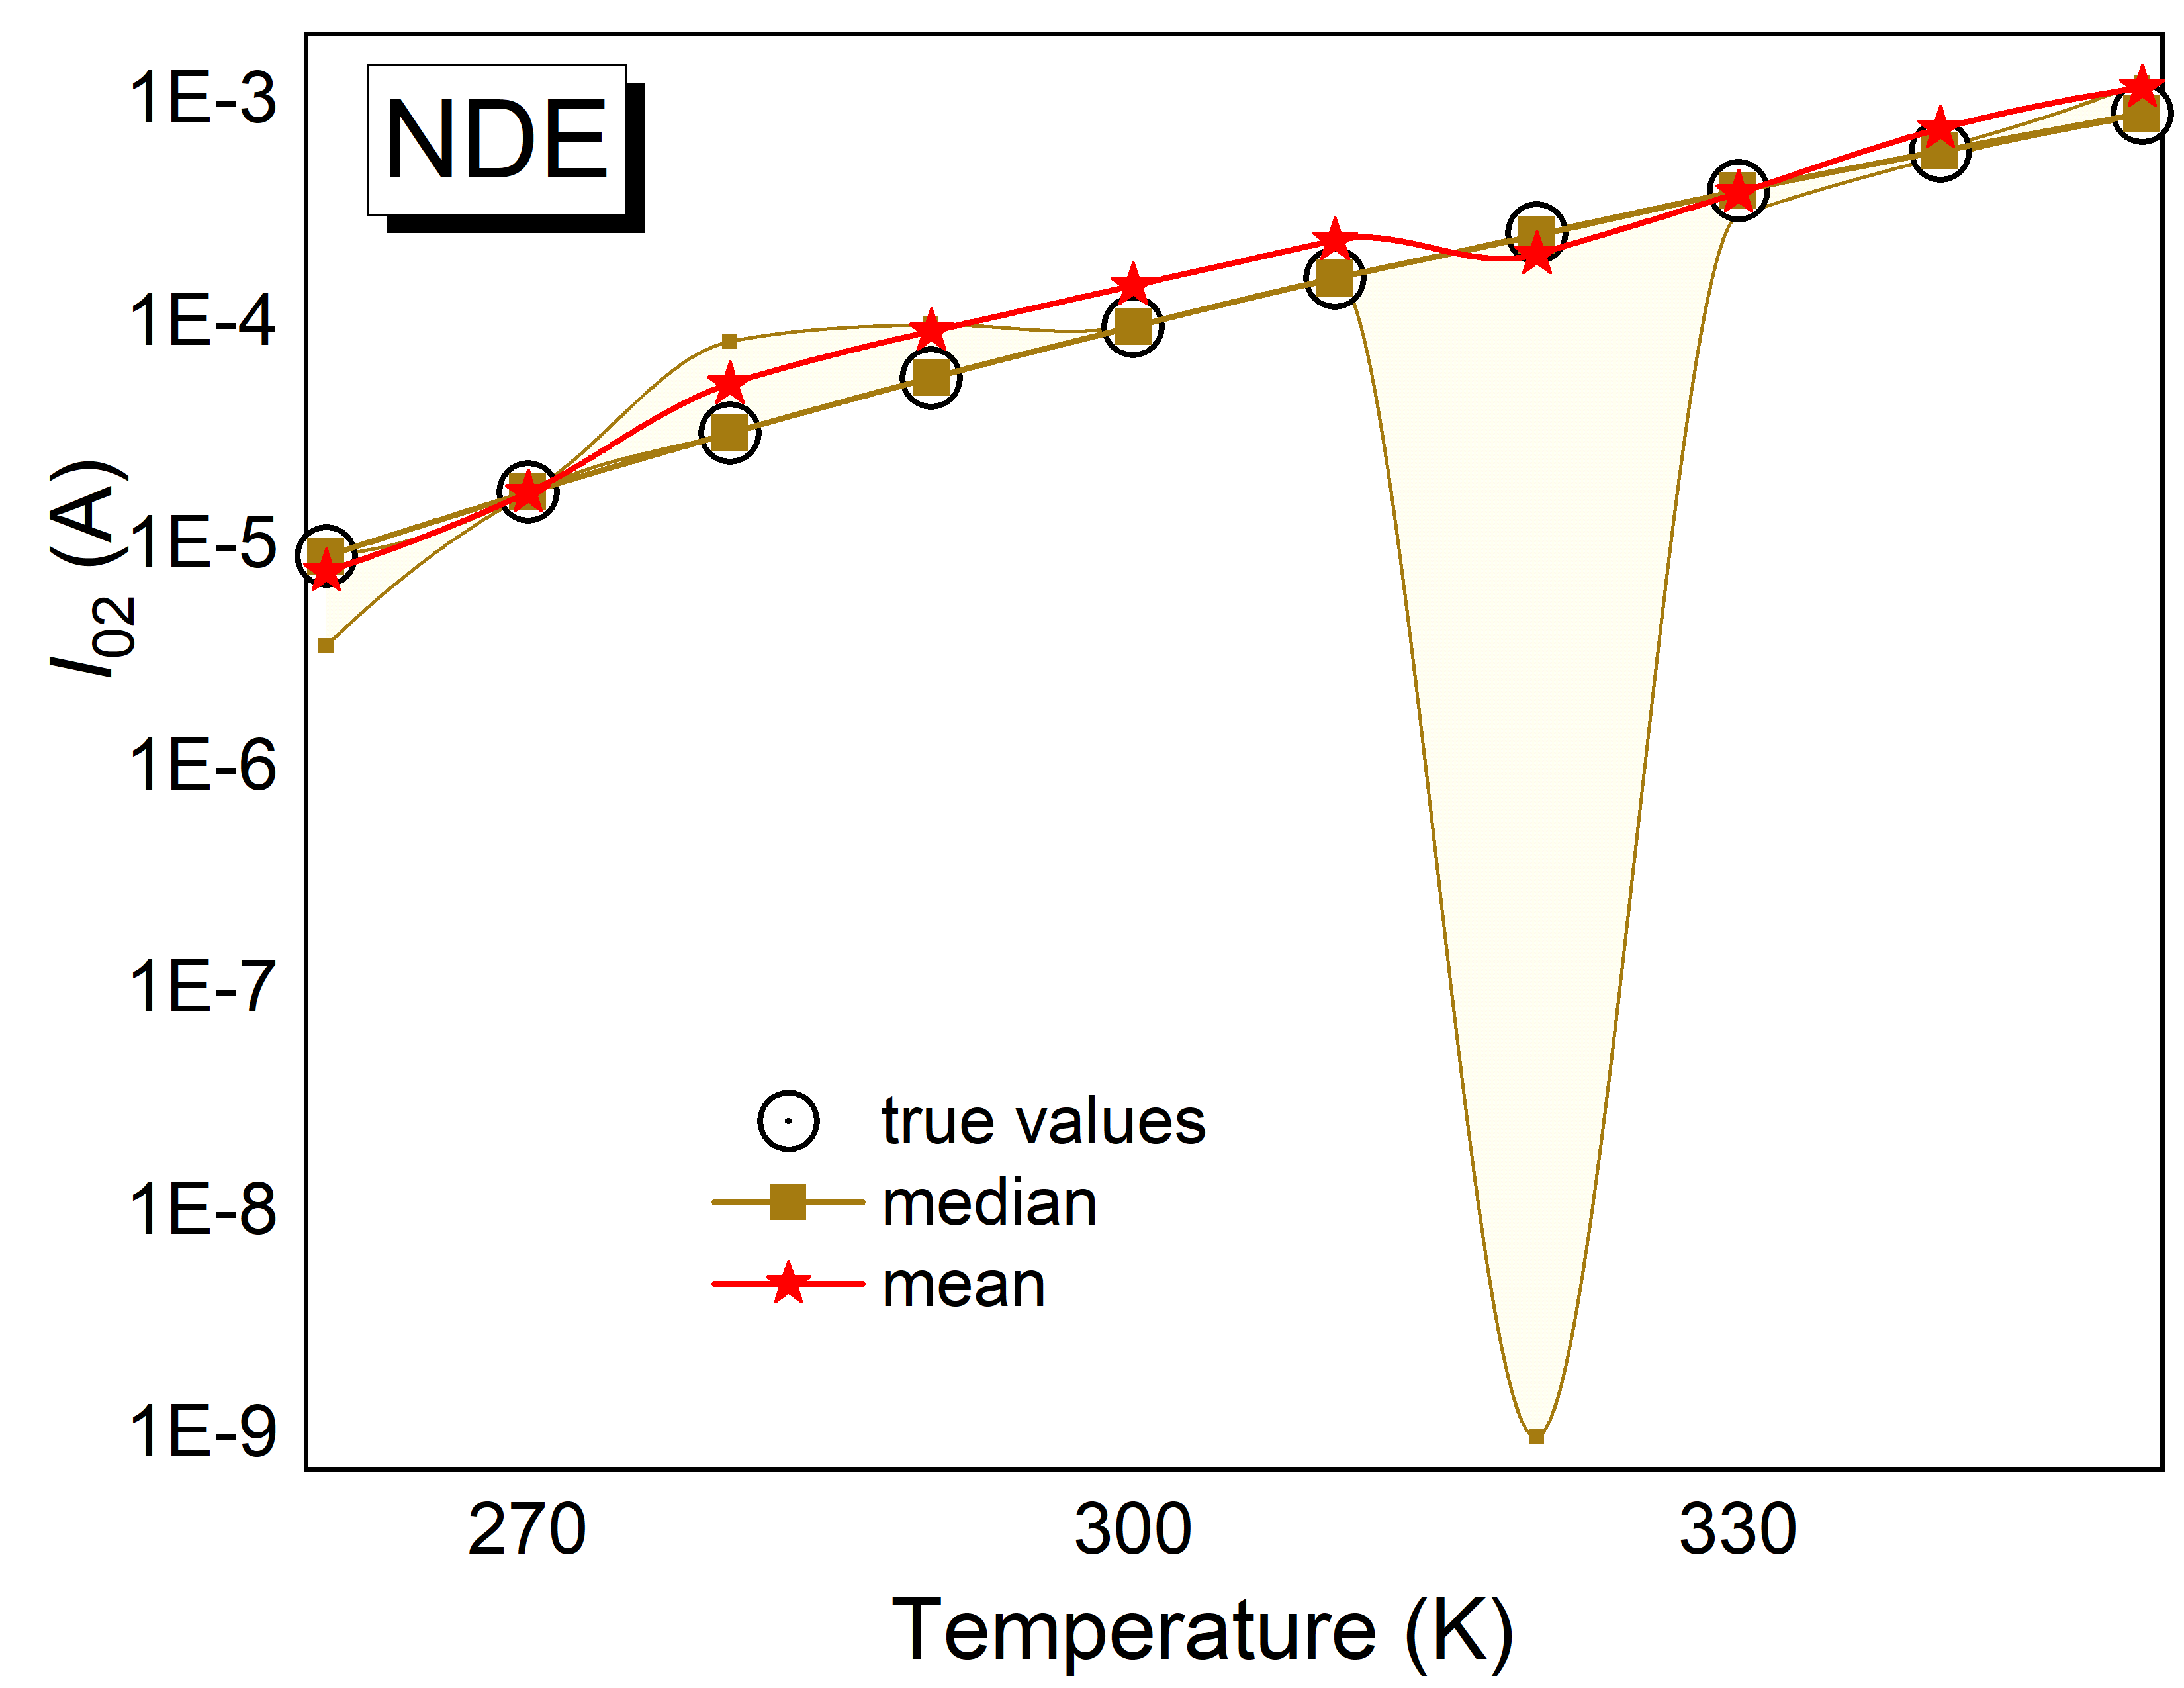 NDE
1E-3
1E-4
1E-5
1E-6
1E-7
1E-8
1E-9
I02 (A)
true values
median
mean
270 300 330
Temperature (K)